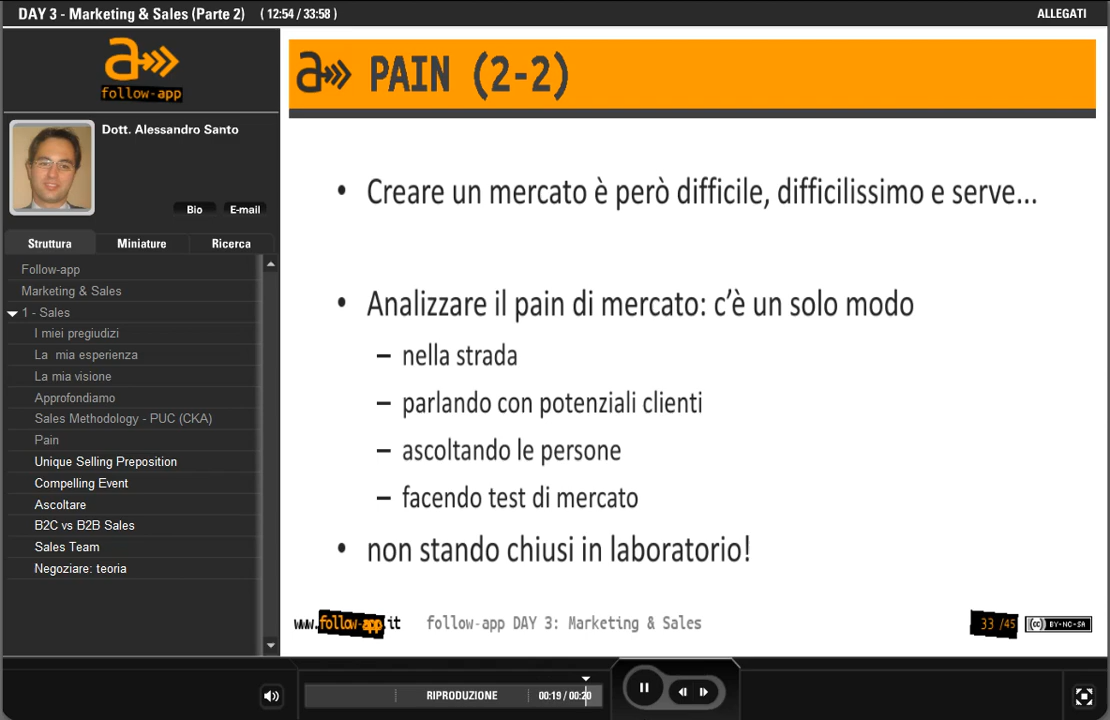 DAY 3 - Marketing & Sales (Parte 2) (12:54 / 33:58)
ALLEGATI
a
follow-app
Dott. Alessandro Santo
Bio
E-mail
Struttura
Miniature
Ricerca
Follow-app
Marketing & Sales
1 - Sales
I miei pregiudizi
La mia esperienza
La mia visione
Approfondiamo
Sales Methodology - PUC (CKA)
Pain
Unique Selling Preposition
Compelling Event
Ascoltare
B2C vs B2B Sales
Sales Team
Negoziare: teoria
a PAIN (2-2)
• Creare un mercato è però difficile, difficilissimo e serve...
• Analizzare il pain di mercato: c'è un solo modo
– nella strada
– parlando con potenziali clienti
– ascoltando le persone
– facendo test di mercato
• non stando chiusi in laboratorio!
www.follow-app.it
follow-app DAY 3: Marketing & Sales
33 /45
(cc) BY-NC-SA
RIPRODUZIONE
00:19 / 00:20